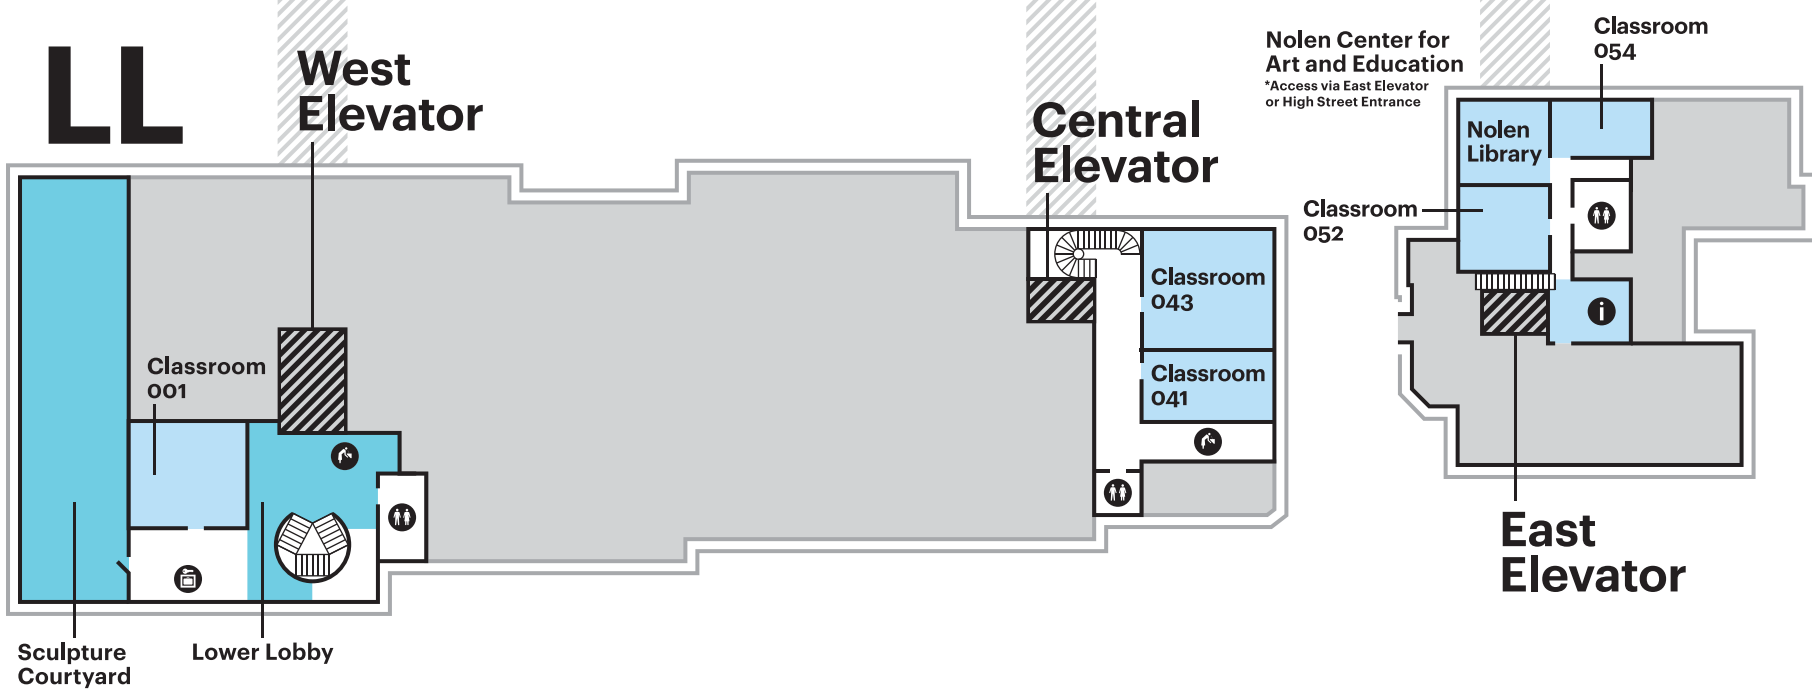 LL
West
Elevator
Central
Elevator
Nolen Center for
Art and Education
*Access via East Elevator
or High Street Entrance
Classroom
054
Nolen
Library
Classroom
052
Classroom
043
Classroom
041
Classroom
001
i
East
Elevator
Sculpture
Courtyard
Lower Lobby